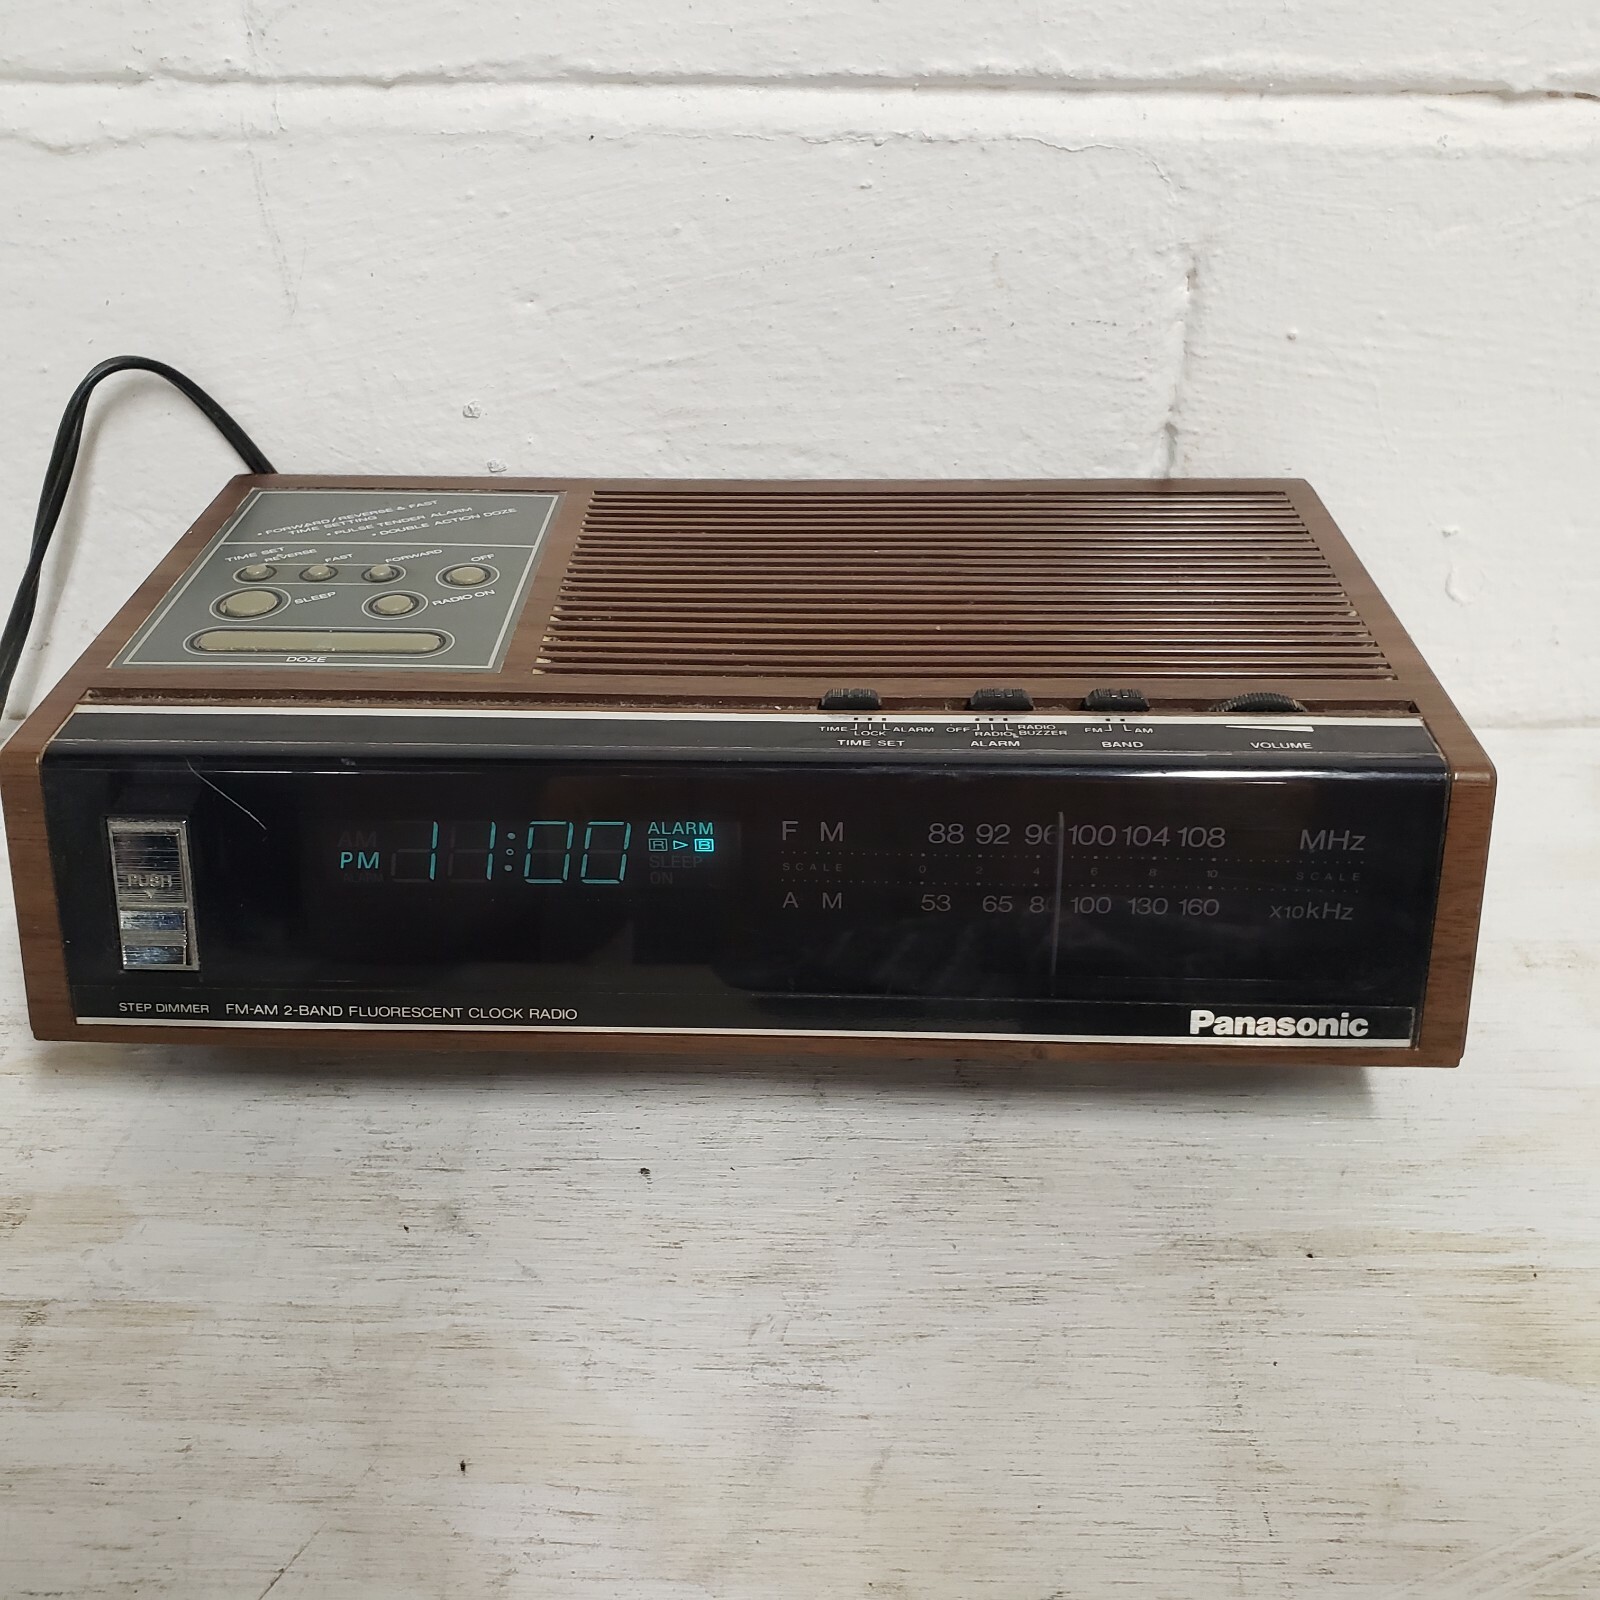 • FORWARD/REVERSE & FAST
TIME SETTING
• PULSE TENDER ALARM
• DOUBLE ACTION DOZE
TIME SET
REVERSE
FAST
FORWARD
OFF
SLEEP
RADIO ON
DOZE
TIME LOCK ALARM
TIME SET
OFF RADIO RADIO& BUZZER
ALARM
FM AM
BAND
VOLUME
PUSH
AM
PM 11:00
ALARM
ALARM
R ▷ B
SLEEP
ON
FM 88 92 96 100 104 108 MHz
SCALE 0 2 4 6 8 10 SCALE
AM 53 65 100 130 160 X10kHz
STEP DIMMER FM-AM 2-BAND FLUORESCENT CLOCK RADIO
Panasonic